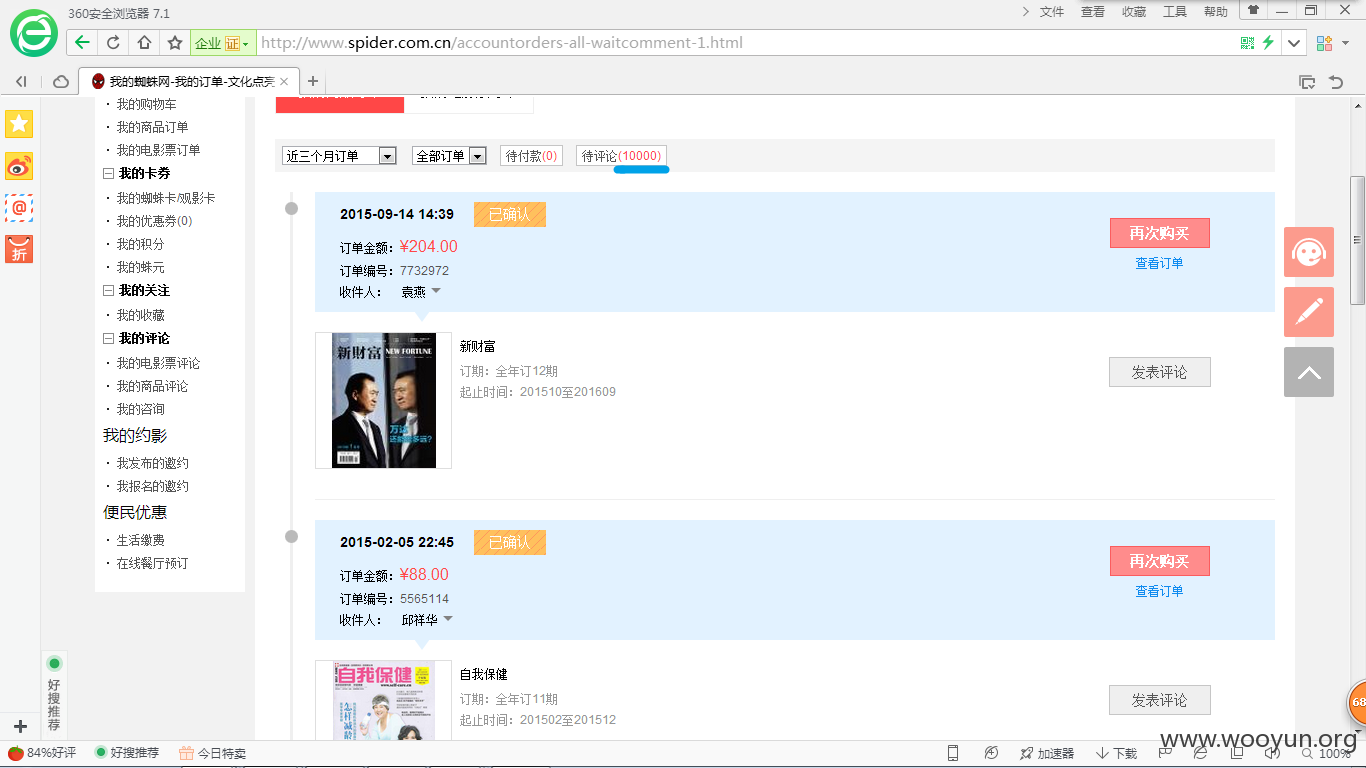 360安全浏览器 7.1
文件 查看 收藏 工具 帮助
企业 证 http://www.spider.com.cn/accountorders-all-waitcomment-1.html
我的蜘蛛网-我的订单-文化点亮
我的购物车
我的商品订单
我的电影票订单
我的卡券
我的蜘蛛卡/观影卡
我的优惠券(0)
我的积分
我的蛛元
我的关注
我的收藏
我的评论
我的电影票评论
我的商品评论
我的咨询
我的约影
我发布的邀约
我报名的邀约
便民优惠
生活缴费
在线餐厅预订
近三个月订单 全部订单 待付款(0) 待评论(10000)
2015-09-14 14:39 已确认
订单金额：¥204.00
订单编号：7732972
收件人： 袁燕
再次购买
查看订单
新财富 NEW FORTUNE
万达
新财富
订期：全年订12期
起止时间：201510至201609
发表评论
2015-02-05 22:45 已确认
订单金额：¥88.00
订单编号：5565114
收件人： 邱祥华
再次购买
查看订单
自我保健
怎样减龄
自我保健
订期：全年订11期
起止时间：201502至201512
发表评论
折
好搜推荐
68
84%好评 好搜推荐 今日特卖
加速器 下载 100%
www.wooyun.org